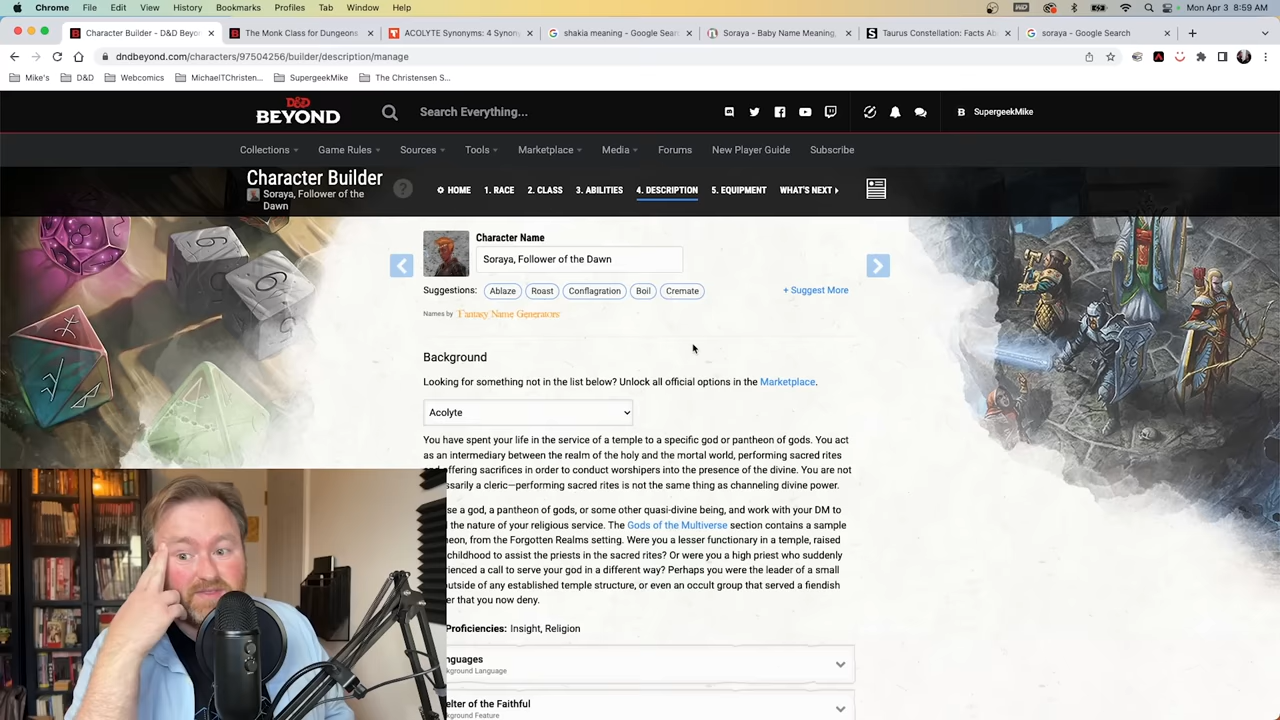 Chrome File Edit View History Bookmarks Profiles Tab Window Help
Mon Apr 3 8:59 AM
Character Builder - D&D Beyon
The Monk Class for Dungeons
ACOLYTE Synonyms: 4 Synon
shakia meaning - Google Sear
Soraya - Baby Name Meaning,
Taurus Constellation: Facts Ab
soraya - Google Search
dndbeyond.com/characters/97504256/builder/description/manage
Mike's D&D Webcomics MichaelTChristen... SupergeekMike The Christensen S...
D&D
BEYOND
Search Everything...
SupergeekMike
Collections Game Rules Sources Tools Marketplace Media Forums New Player Guide Subscribe
Character Builder
Soraya, Follower of the
Dawn
?
HOME 1. RACE 2. CLASS 3. ABILITIES 4. DESCRIPTION 5. EQUIPMENT WHAT'S NEXT
Character Name
Soraya, Follower of the Dawn
Suggestions: Ablaze Roast Conflagration Boil Cremate + Suggest More
Names by Fantasy Name Generators
Background
Looking for something not in the list below? Unlock all official options in the Marketplace.
Acolyte
You have spent your life in the service of a temple to a specific god or pantheon of gods. You act
as an intermediary between the realm of the holy and the mortal world, performing sacred rites
offering sacrifices in order to conduct worshipers into the presence of the divine. You are not
ssarily a cleric—performing sacred rites is not the same thing as channeling divine power.
se a god, a pantheon of gods, or some other quasi-divine being, and work with your DM to
the nature of your religious service. The Gods of the Multiverse section contains a sample
eon, from the Forgotten Realms setting. Were you a lesser functionary in a temple, raised
childhood to assist the priests in the sacred rites? Or were you a high priest who suddenly
rienced a call to serve your god in a different way? Perhaps you were the leader of a small
outside of any established temple structure, or even an occult group that served a fiendish
er that you now deny.
Proficiencies: Insight, Religion
nguages
kground Language
elter of the Faithful
kground Feature